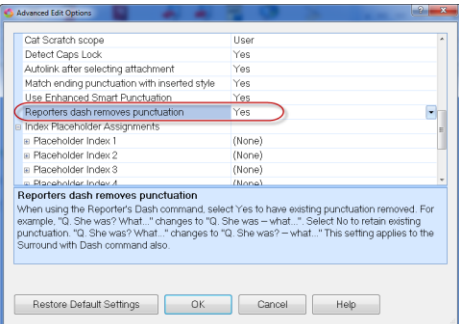 Advanced Edit Options
Cat Scratch scope User
Detect Caps Lock Yes
Autolink after selecting attachment Yes
Match ending punctuation with inserted style Yes
Use Enhanced Smart Punctuation Yes
Reporters dash removes punctuation Yes
Index Placeholder Assignments
Placeholder Index 1 (None)
Placeholder Index 2 (None)
Placeholder Index 3 (None)
Placeholder Index 4 (None)
Reporters dash removes punctuation
When using the Reporter's Dash command, select Yes to have existing punctuation removed. For
example, "Q. She was? What..." changes to "Q. She was – what...". Select No to retain existing
punctuation. "Q. She was? What..." changes to "Q. She was? – what..." This setting applies to the
Surround with Dash command also.
Restore Default Settings OK Cancel Help